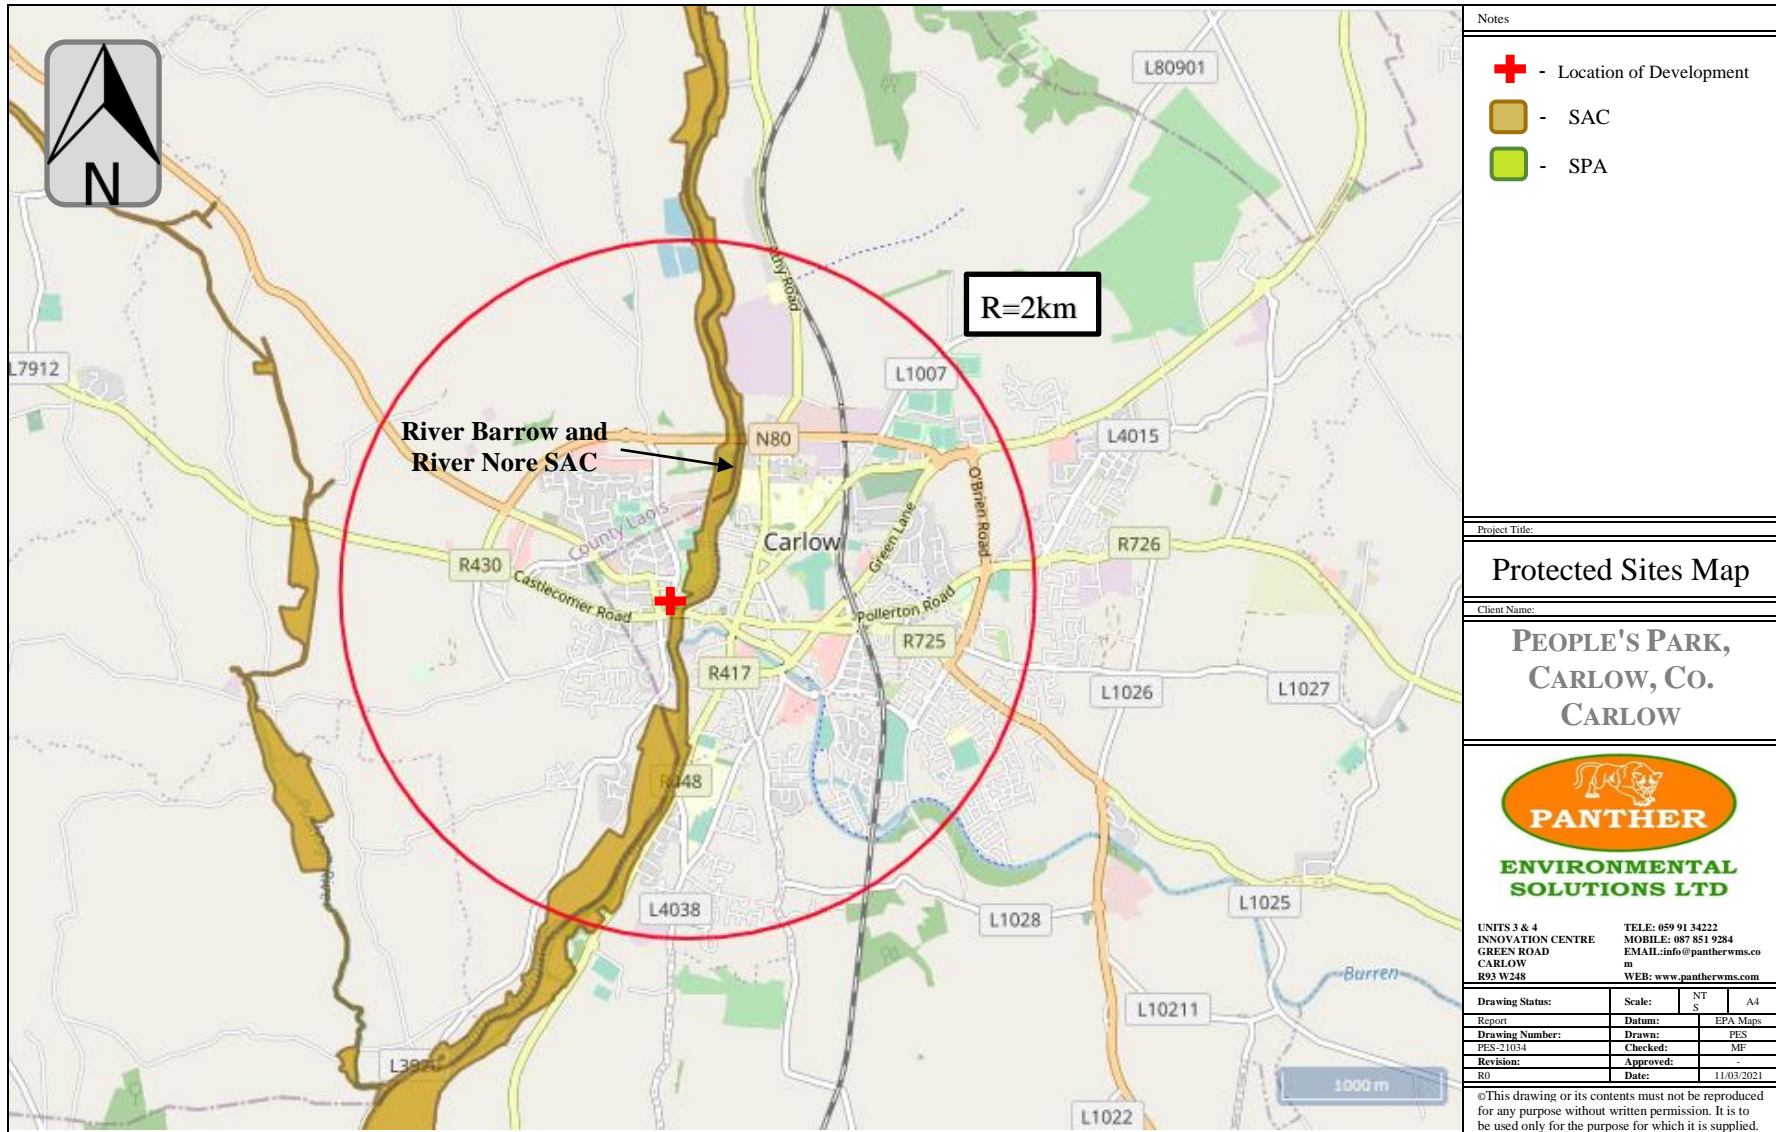 N
L80901
R=2km
Athy Road
L7912
L1007
River Barrow and
River Nore SAC
N80
L4015
O'Brien Road
County Laois
Carlow
Green Lane
R430
R726
Castlecomer Road
Pollerton Road
R725
R417
L1026
L1027
R448
L4038
L1028
L1025
Burren
L10211
1000 m
L1022
Notes
- Location of Development
- SAC
- SPA
Project Title:
Protected Sites Map
Client Name:
PEOPLE'S PARK,
CARLOW, CO.
CARLOW
PANTHER
ENVIRONMENTAL
SOLUTIONS LTD
UNITS 3 & 4
INNOVATION CENTRE
GREEN ROAD
CARLOW
R93 W248
TELE: 059 91 34222
MOBILE: 087 851 9284
EMAIL:info@pantherwms.co
m
WEB: www.pantherwms.com
Drawing Status: Scale: NT
S A4
Report Datum: EPA Maps
Drawing Number: Drawn: PES
PES-21034 Checked: MF
Revision: Approved: -
R0 Date: 11/03/2021
©This drawing or its contents must not be reproduced
for any purpose without written permission. It is to
be used only for the purpose for which it is supplied.